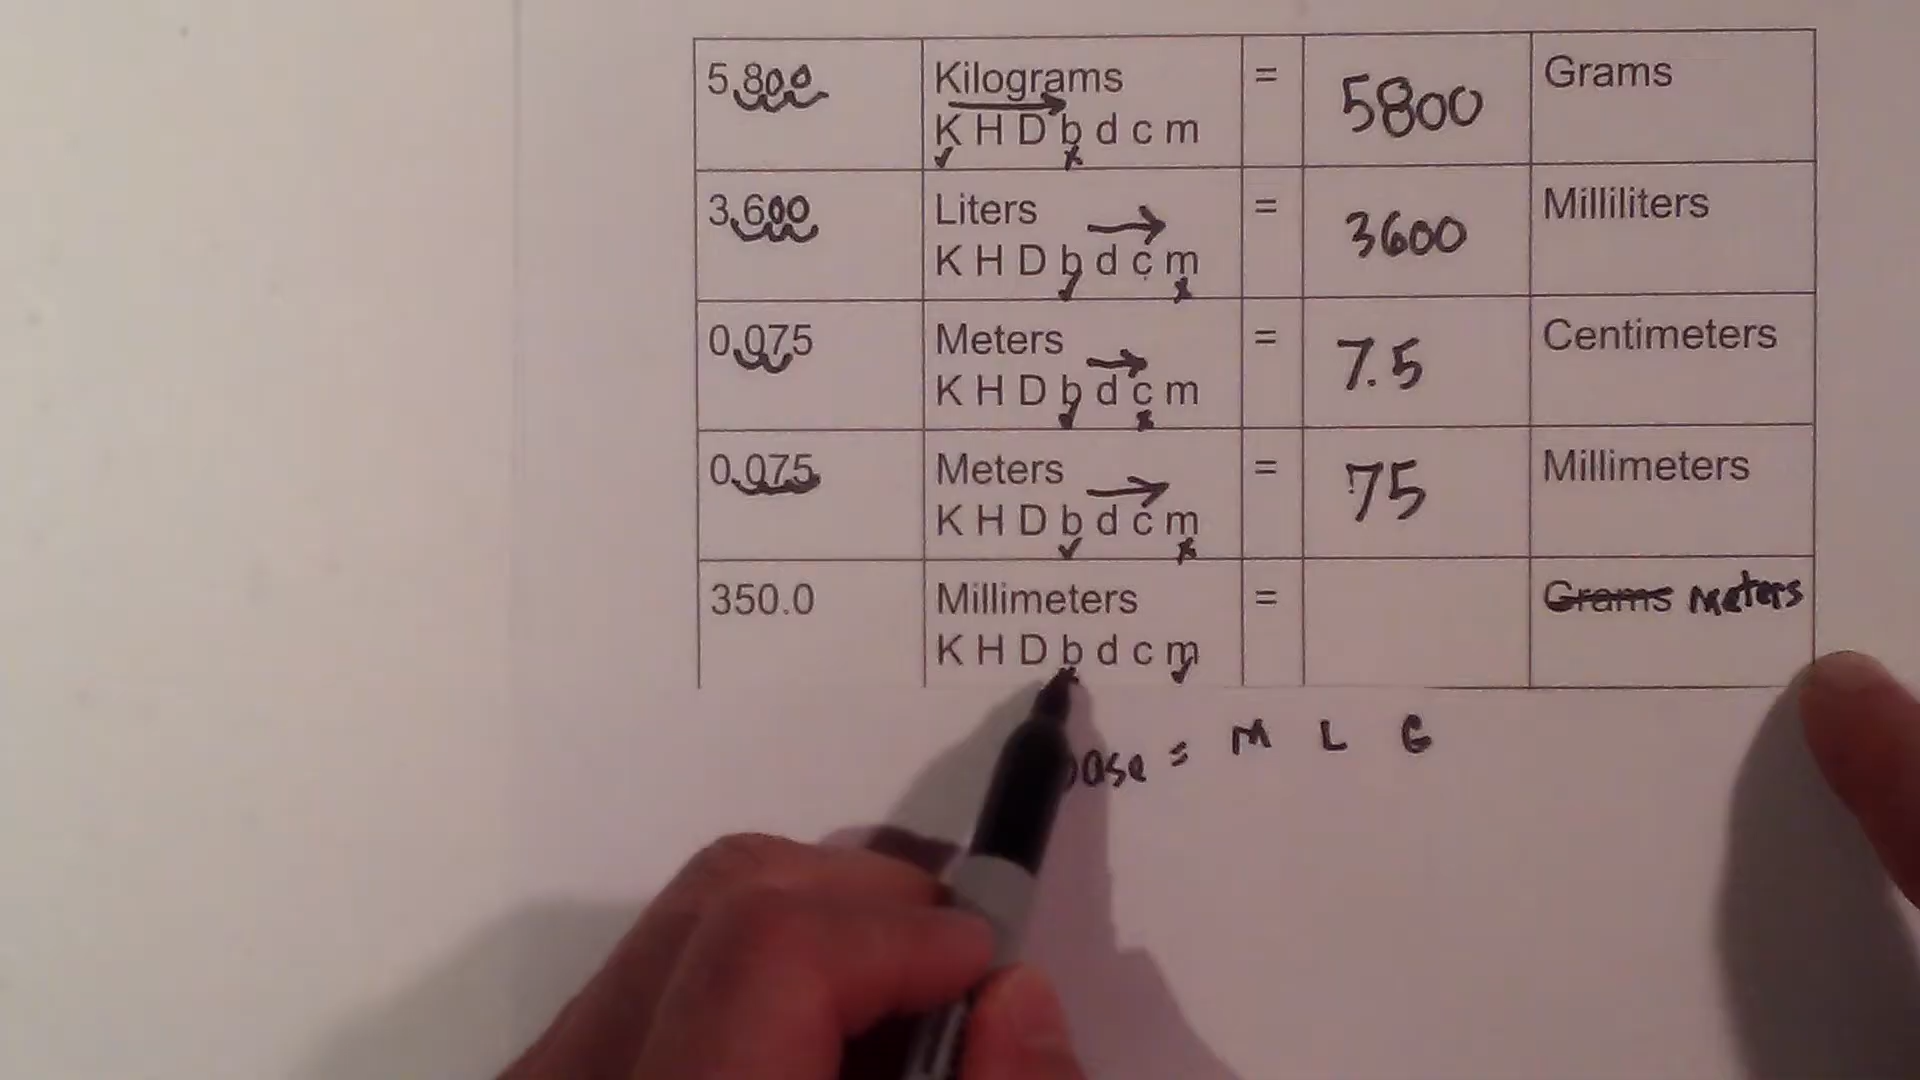 5.800 Kilograms = 5800 Grams
K H D b d c m
3.600 Liters = 3600 Milliliters
K H D b d c m
0.075 Meters = 7.5 Centimeters
K H D b d c m
0.075 Meters = 75 Millimeters
K H D b d c m
350.0 Millimeters = Grams meters
K H D b d c m
base = M L G